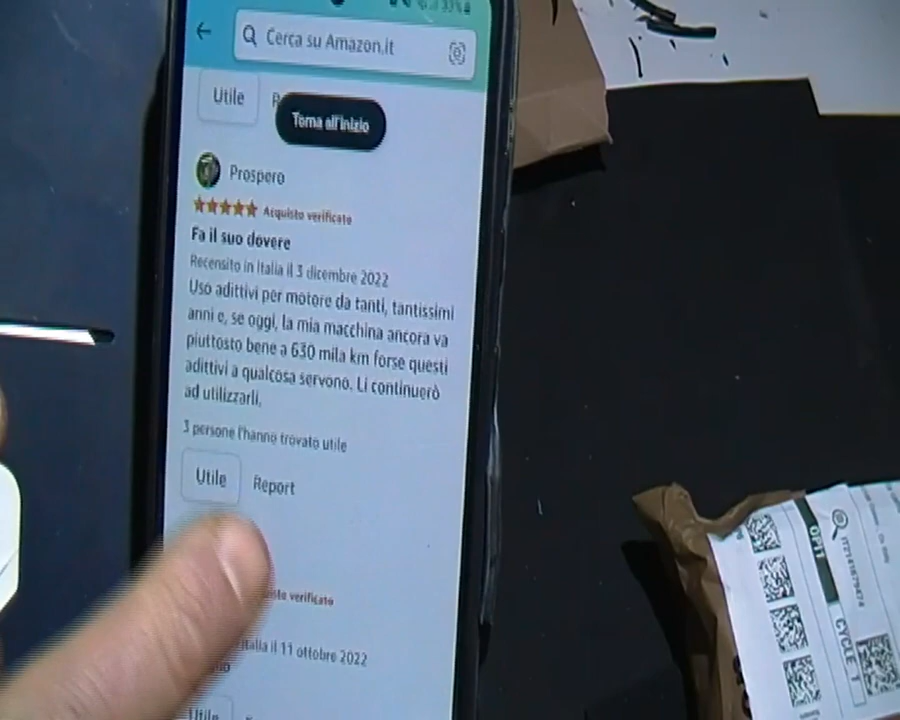 33%
Cerca su Amazon.it
Utile
Torna all'inizio
Prospero
Acquisto verificato
Fa il suo dovere
Recensito in Italia il 3 dicembre 2022
Uso adittivi per motore da tanti, tantissimi
anni e, se oggi, la mia macchina ancora va
piuttosto bene a 630 mila km forse questi
adittivi a qualcosa servono. Li continuerò
ad utilizzarli.
3 persone l'hanno trovato utile
Utile Report
verificato
Italia il 11 ottobre 2022
Utile
CYCLE 1